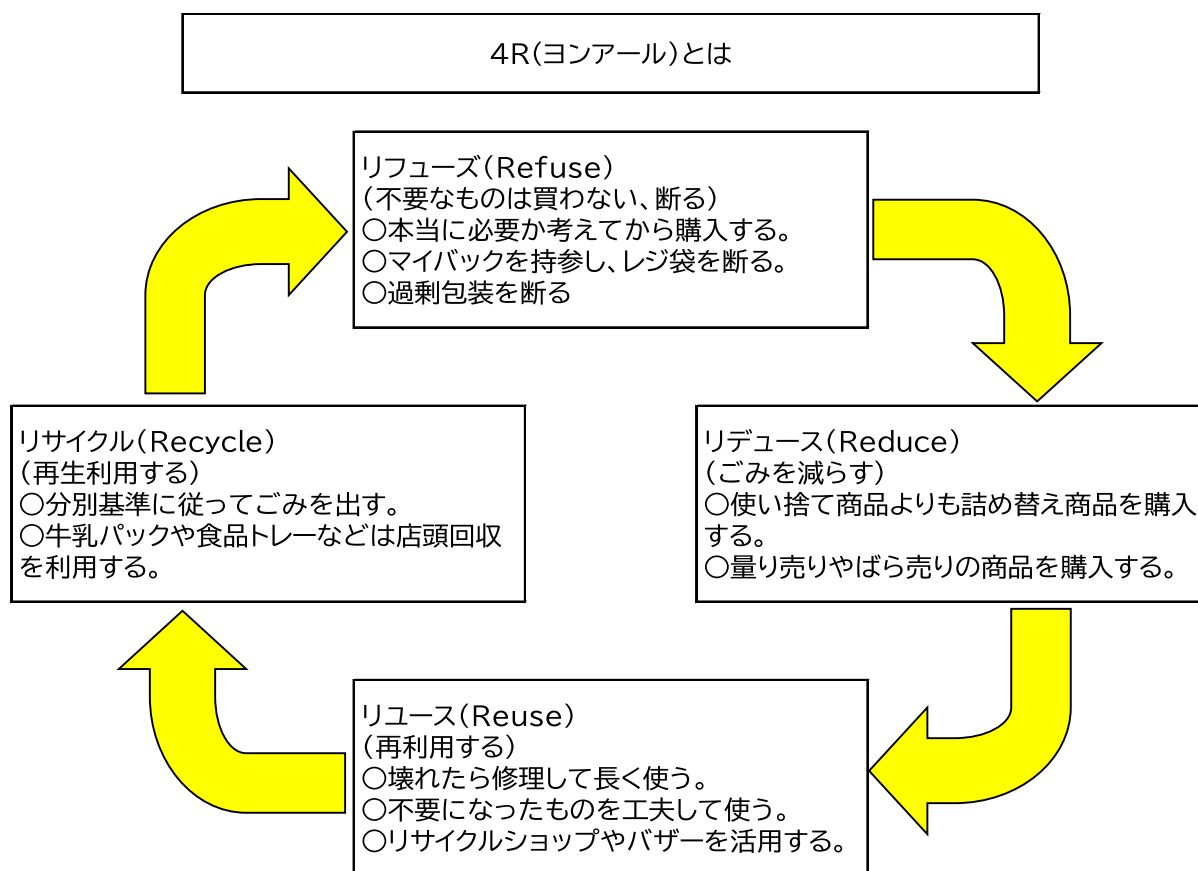 4R(ヨンアール)とは
リフューズ(Refuse)
(不要なものは買わない、断る)
○本当に必要か考えてから購入する。
○マイバックを持参し、レジ袋を断る。
○過剰包装を断る
リデュース(Reduce)
(ごみを減らす)
○使い捨て商品よりも詰め替え商品を購入
する。
○量り売りやばら売りの商品を購入する。
リユース(Reuse)
(再利用する)
○壊れたら修理して長く使う。
○不要になったものを工夫して使う。
○リサイクルショップやバザーを活用する。
リサイクル(Recycle)
(再生利用する)
○分別基準に従ってごみを出す。
○牛乳パックや食品トレーなどは店頭回収
を利用する。